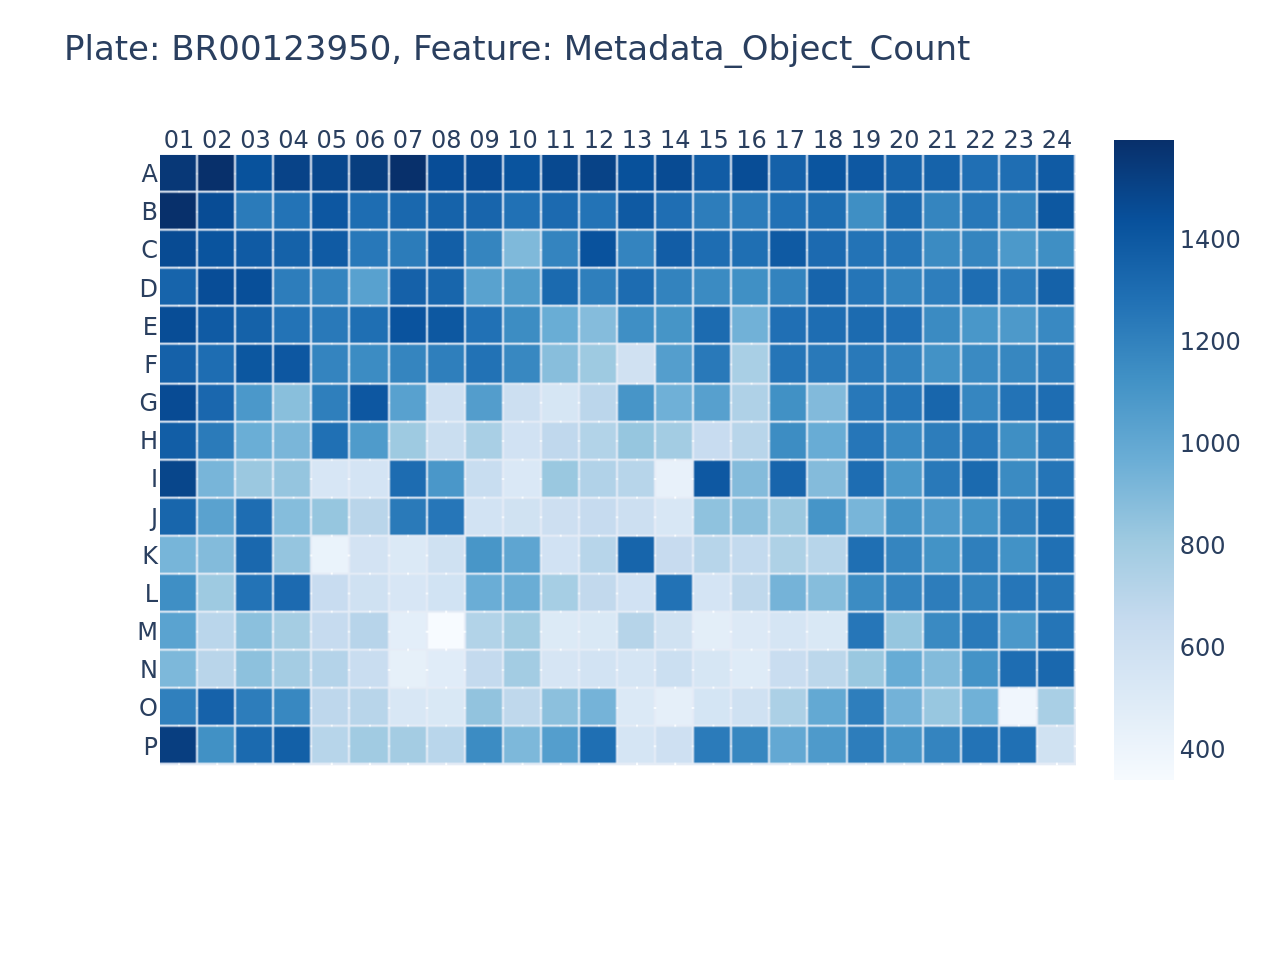 Plate: BR00123950, Feature: Metadata_Object_Count
01 02 03 04 05 06 07 08 09 10 11 12 13 14 15 16 17 18 19 20 21 22 23 24
A
B
C
D
E
F
G
H
I
J
K
L
M
N
O
P
1400
1200
1000
800
600
400